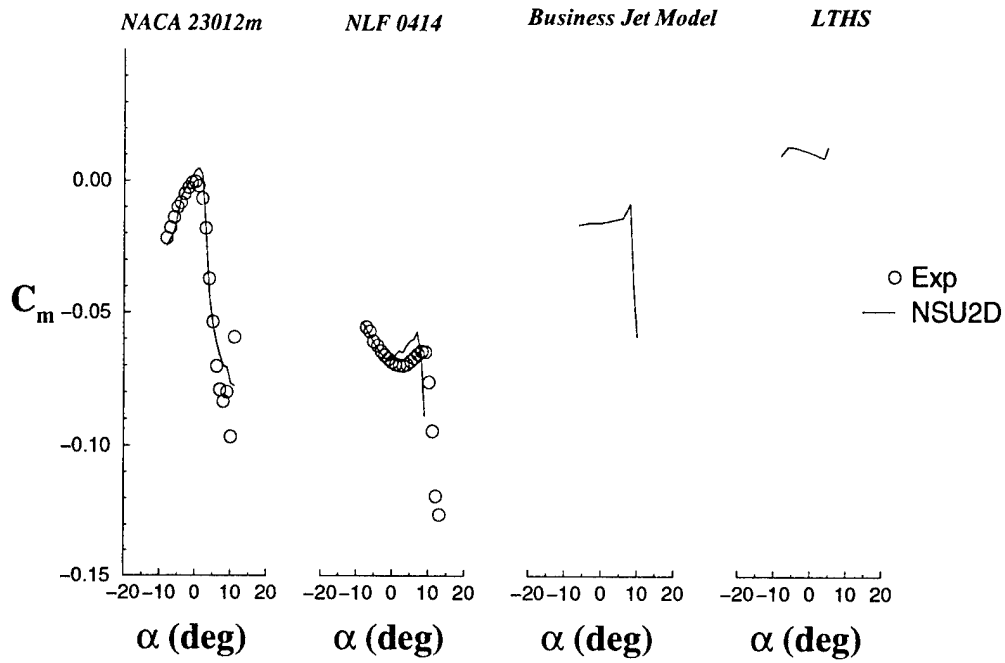 NACA 23012m NLF 0414 Business Jet Model LTHS
0.00
−0.05
−0.10
−0.15
C_m
○ Exp
— NSU2D
−20 −10 0 10 20 −20 −10 0 10 20 −20 −10 0 10 20 −20 −10 0 10 20
α (deg) α (deg) α (deg) α (deg)